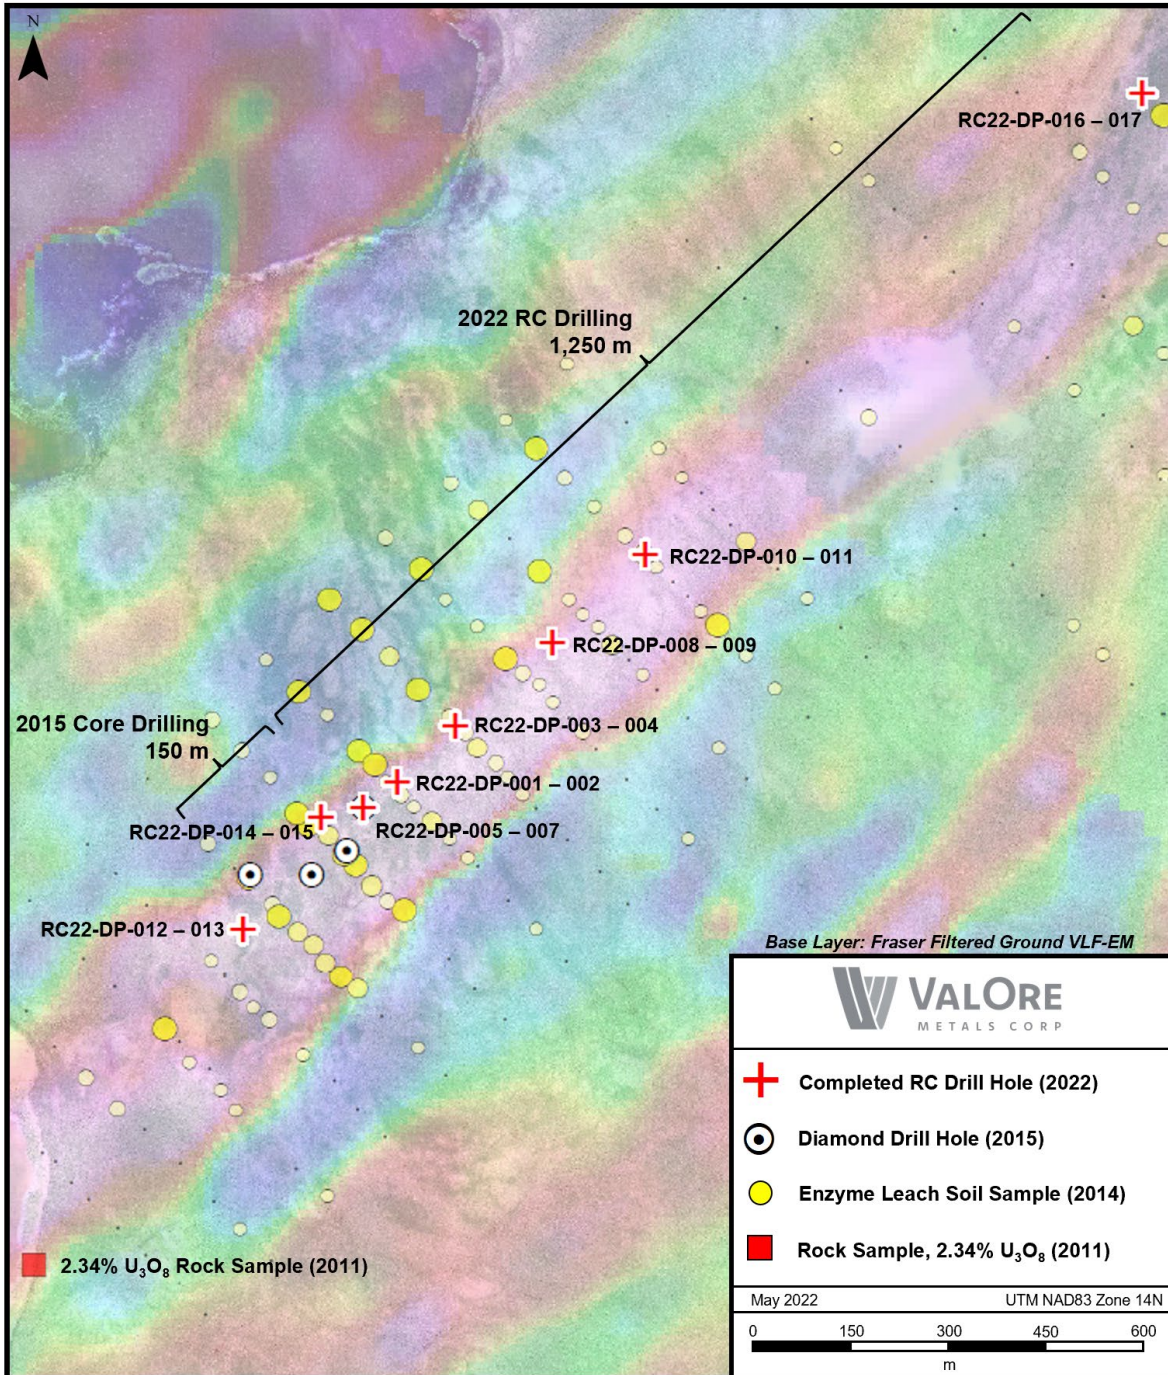 N
RC22-DP-016 – 017
2022 RC Drilling
1,250 m
RC22-DP-010 – 011
RC22-DP-008 – 009
2015 Core Drilling
150 m
RC22-DP-003 – 004
RC22-DP-001 – 002
RC22-DP-014 – 015
RC22-DP-005 – 007
RC22-DP-012 – 013
Base Layer: Fraser Filtered Ground VLF-EM
VALORE
METALS CORP
Completed RC Drill Hole (2022)
Diamond Drill Hole (2015)
Enzyme Leach Soil Sample (2014)
Rock Sample, 2.34% U₃O₈ (2011)
2.34% U₃O₈ Rock Sample (2011)
May 2022 UTM NAD83 Zone 14N
0 150 300 450 600
m